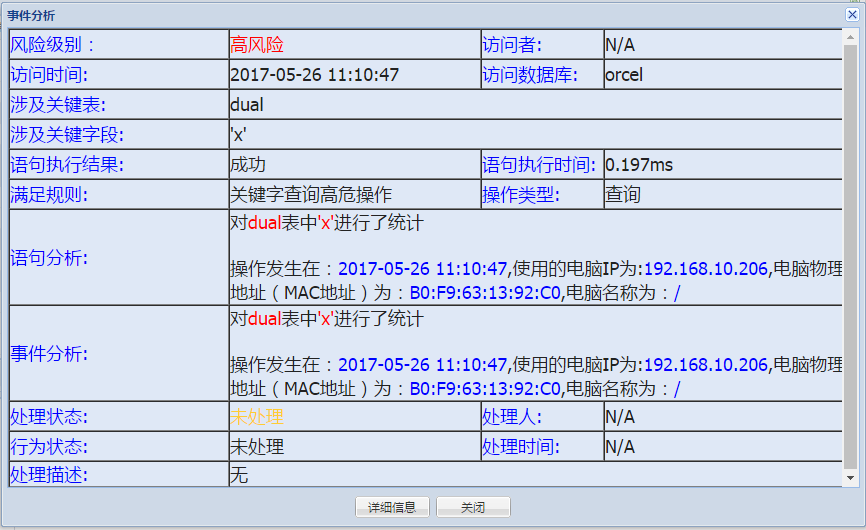 事件分析
风险级别： 高风险 访问者: N/A
访问时间: 2017-05-26 11:10:47 访问数据库: orcel
涉及关键表: dual
涉及关键字段: 'x'
语句执行结果: 成功 语句执行时间: 0.197ms
满足规则: 关键字查询高危操作 操作类型: 查询
语句分析:
对dual表中'x'进行了统计
操作发生在：2017-05-26 11:10:47,使用的电脑IP为:192.168.10.206,电脑物理
地址（MAC地址）为：B0:F9:63:13:92:C0,电脑名称为：/
事件分析:
对dual表中'x'进行了统计
操作发生在：2017-05-26 11:10:47,使用的电脑IP为:192.168.10.206,电脑物理
地址（MAC地址）为：B0:F9:63:13:92:C0,电脑名称为：/
处理状态: 未处理 处理人: N/A
行为状态: 未处理 处理时间: N/A
处理描述: 无
详细信息 关闭